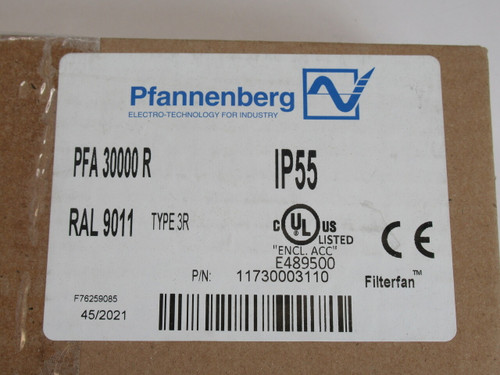 Pfannenberg
ELECTRO-TECHNOLOGY FOR INDUSTRY
PFA 30000 R
IP55
RAL 9011 TYPE 3R
C UL US
LISTED
"ENCL. ACC"
E489500
CE
P/N: 11730003110
Filterfan™
F76259085
45/2021